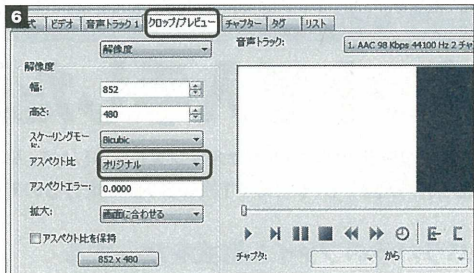 6
式 ビデオ 音声トラック 1 クロップ/プレビュー チャプター タグ リスト
解像度
音声トラック: 1. AAC 98 Kbps 44100 Hz 2 チャ
解像度
幅: 852
高さ: 480
スケーリングモー Bicubic
アスペクト比 オリジナル
アスペクトエラー: 0.0000
拡大: 画面に合わせる
アスペクト比を保持
852 x 480
チャプタ: から